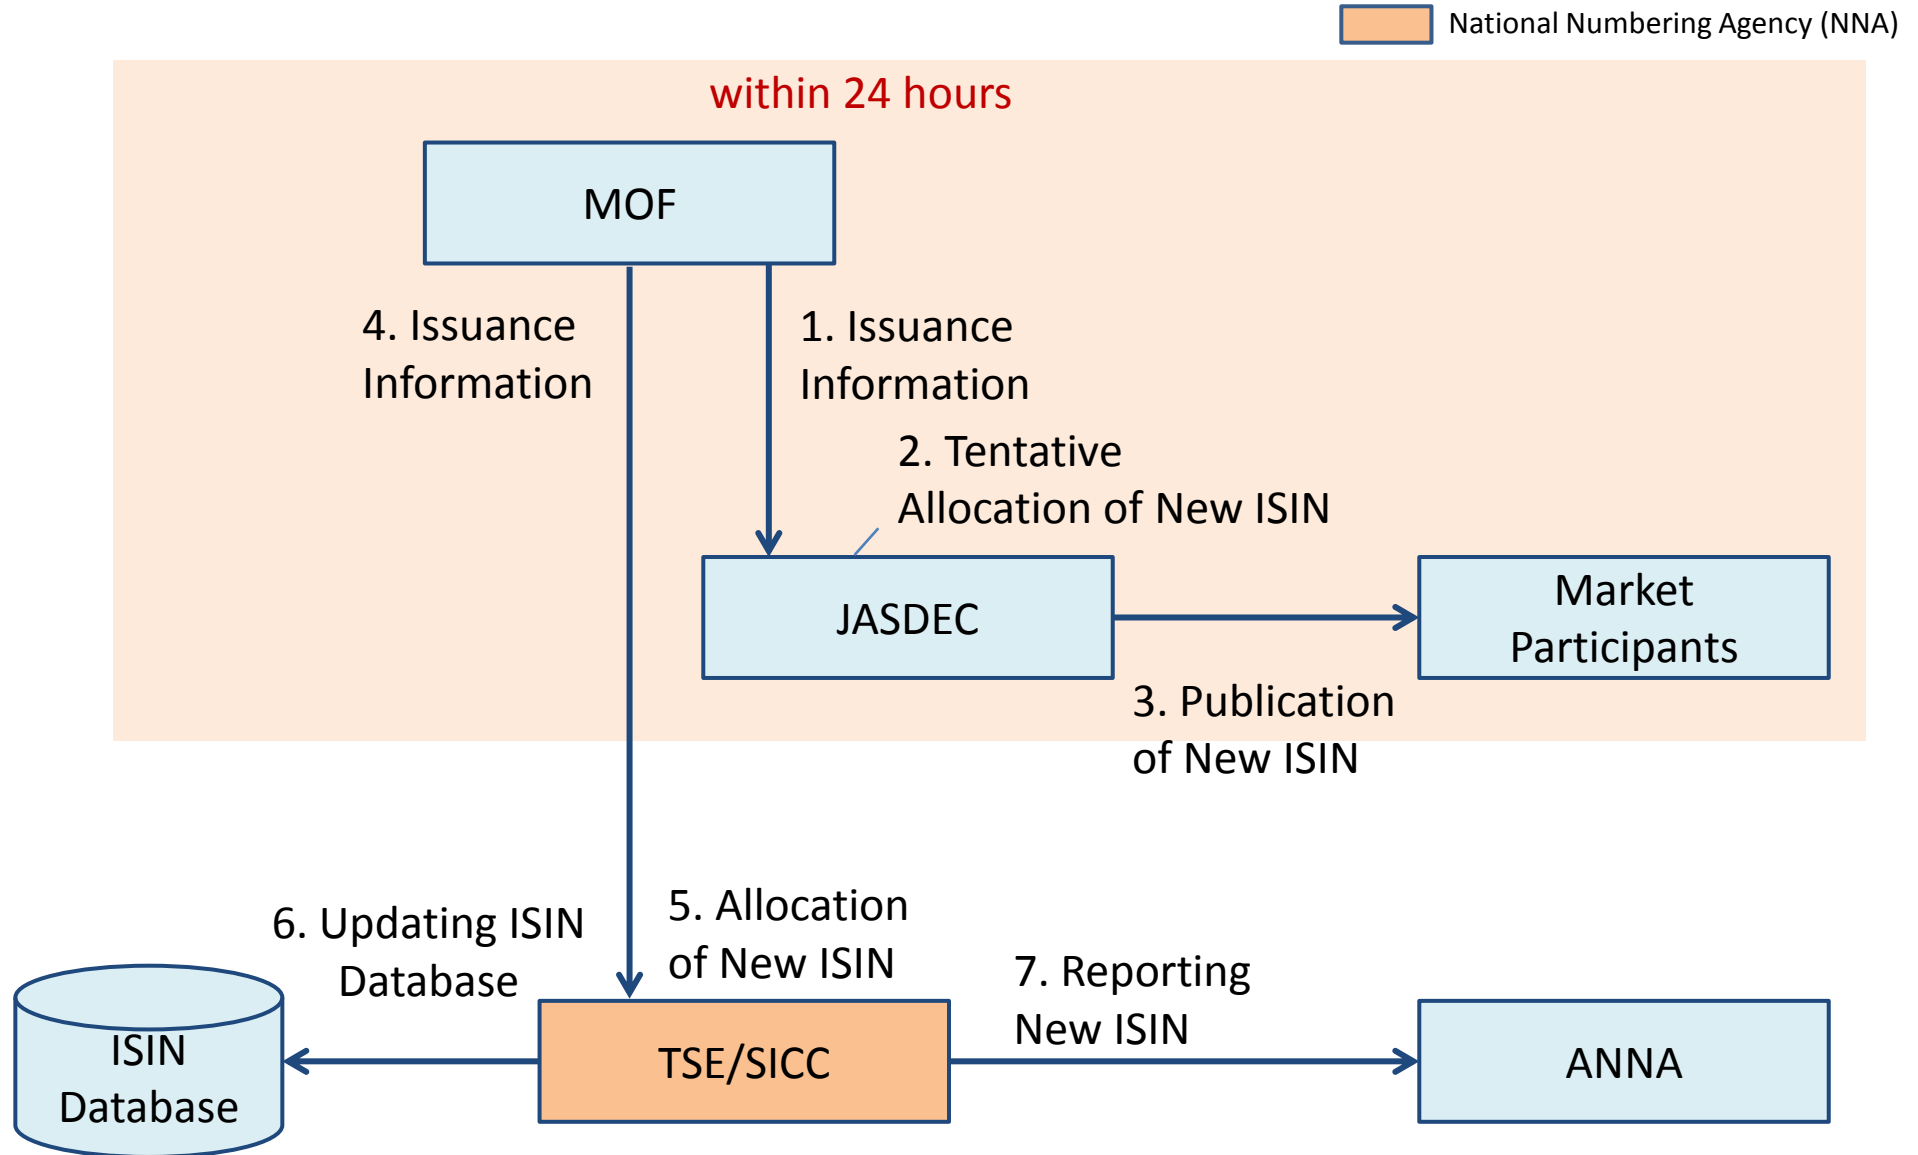 National Numbering Agency (NNA)
within 24 hours
MOF
4. Issuance
Information
1. Issuance
Information
2. Tentative
Allocation of New ISIN
JASDEC
Market
Participants
3. Publication
of New ISIN
6. Updating ISIN
Database
5. Allocation
of New ISIN
7. Reporting
New ISIN
ISIN
Database
TSE/SICC
ANNA